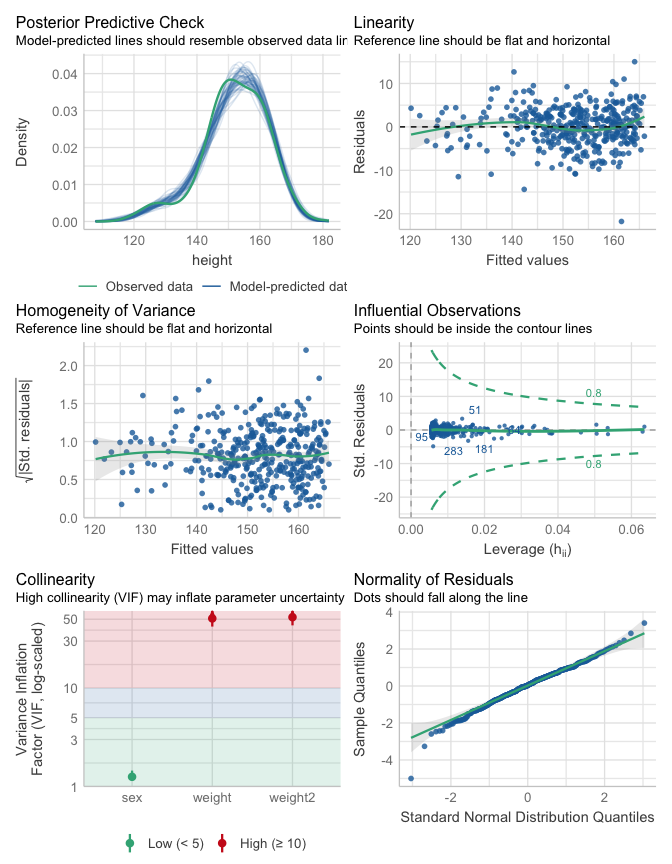 Posterior Predictive Check
Model-predicted lines should resemble observed data lin
Density
0.04
0.03
0.02
0.01
0.00
120
140
160
180
height
Observed data
Model-predicted dat
Linearity
Reference line should be flat and horizontal
Residuals
10
0
-10
-20
120
130
140
150
160
Fitted values
Homogeneity of Variance
Reference line should be flat and horizontal
√|Std. residuals|
2.0
1.5
1.0
0.5
0.0
120
130
140
150
160
Fitted values
Influential Observations
Points should be inside the contour lines
Std. Residuals
20
10
0
-10
-20
0.8
51
95
283
181
0.8
0.00
0.02
0.04
0.06
Leverage (hii)
Collinearity
High collinearity (VIF) may inflate parameter uncertainty
Variance Inflation
Factor (VIF, log-scaled)
50
30
10
5
3
1
sex
weight
weight2
Low (< 5)
High (≥ 10)
Normality of Residuals
Dots should fall along the line
Sample Quantiles
4
2
0
-2
-4
-2
0
2
Standard Normal Distribution Quantiles